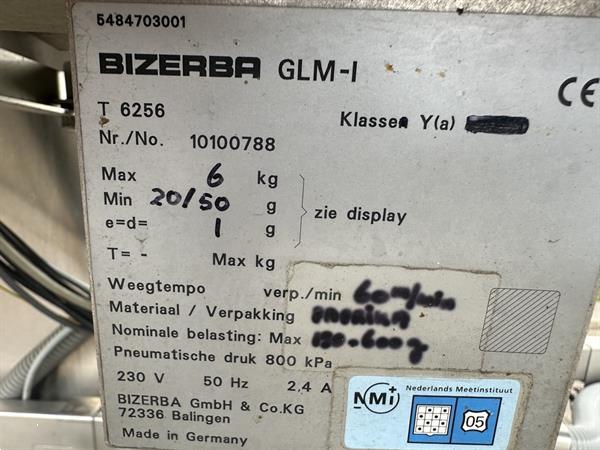 5484703001
BIZERBA GLM-I
CE
T 6256
Klassen Y(a)
Nr./No. 10100788
Max 6 kg
Min 20/50 g
e=d= 1 g
zie display
T= - Max kg
Weegtempo verp./min 60 m/min
Materiaal / Verpakking
Nominale belasting: Max
Pneumatische druk 800 kPa
230 V 50 Hz 2,4 A
BIZERBA GmbH & Co.KG
72336 Balingen
Made in Germany
NMi
Nederlands Meetinstituut
05